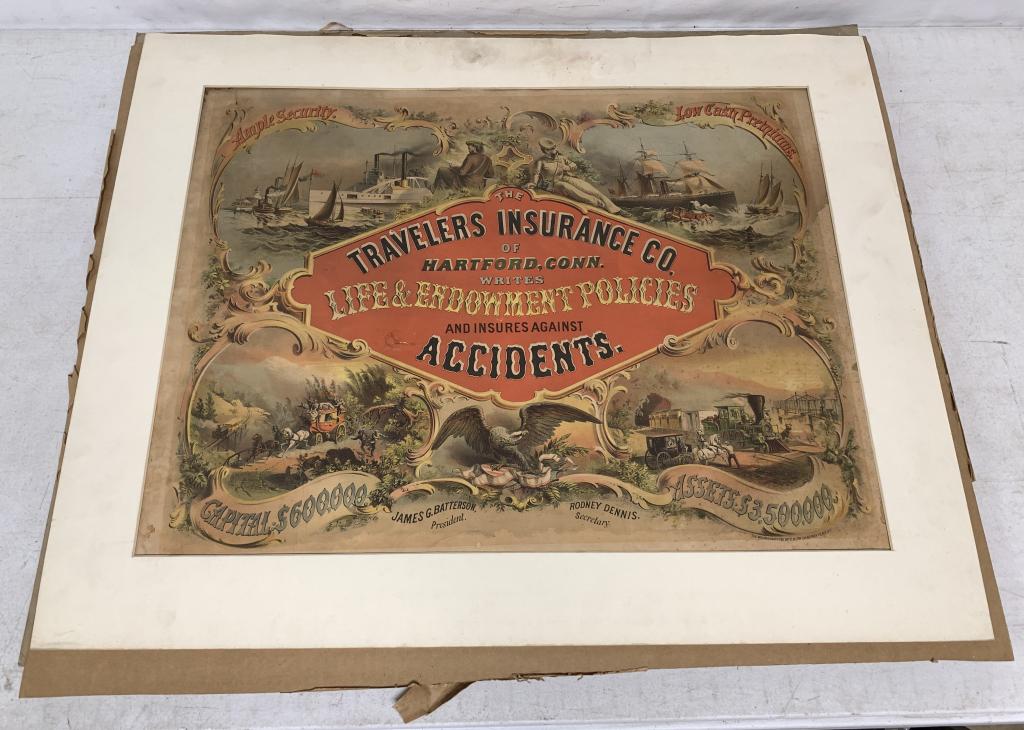 Ample Security.
Low Cash Premiums.
THE
TRAVELERS INSURANCE CO.
OF
HARTFORD, CONN.
WRITES
LIFE & ENDOWMENT POLICIES
AND INSURES AGAINST
ACCIDENTS.
CAPITAL, $600,000.
JAMES G. BATTERSON,
President.
RODNEY DENNIS.
Secretary.
ASSETS, $3,500,000.